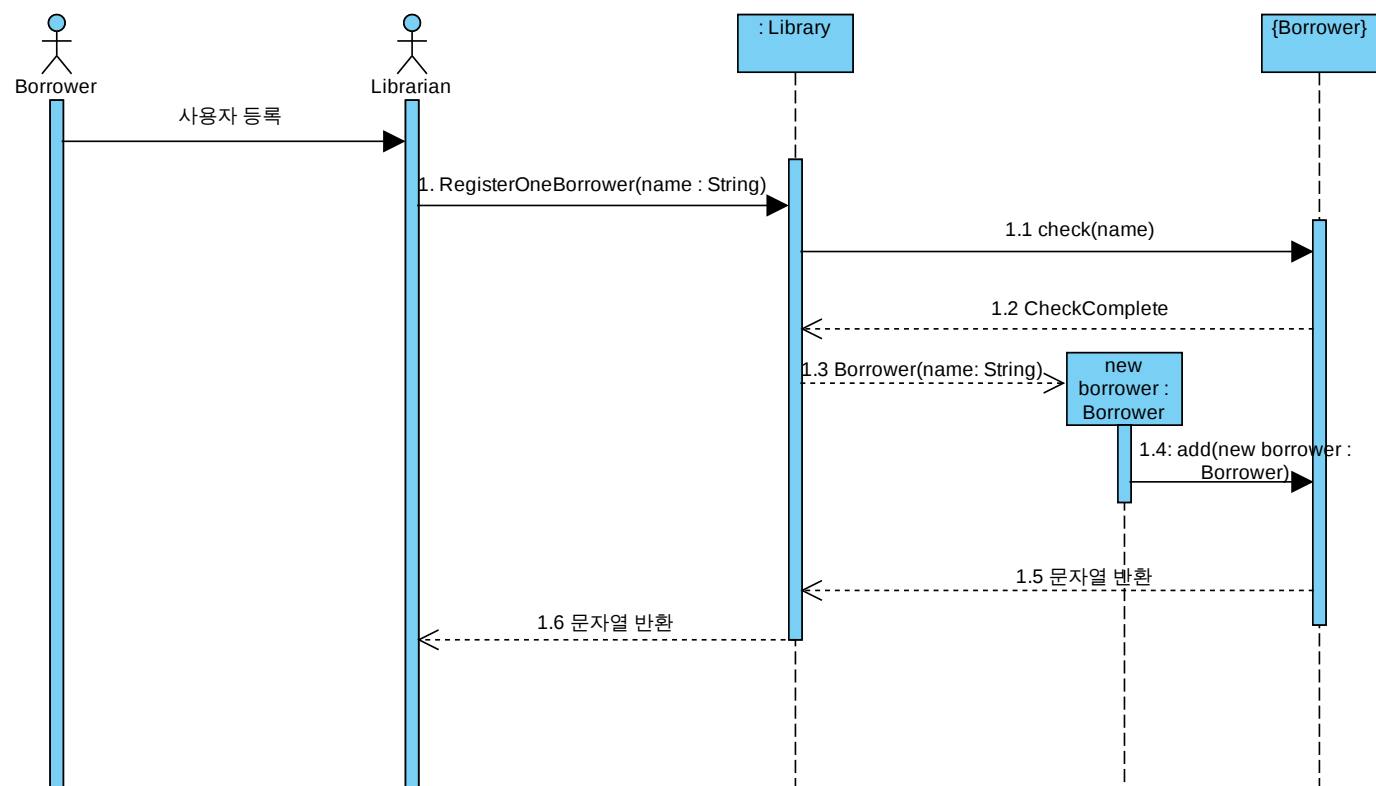 Borrower
Librarian
: Library
{Borrower}
사용자 등록
1. RegisterOneBorrower(name : String)
1.1 check(name)
1.2 CheckComplete
1.3 Borrower(name: String)
new
borrower :
Borrower
1.4: add(new borrower :
Borrower)
1.5 문자열 반환
1.6 문자열 반환